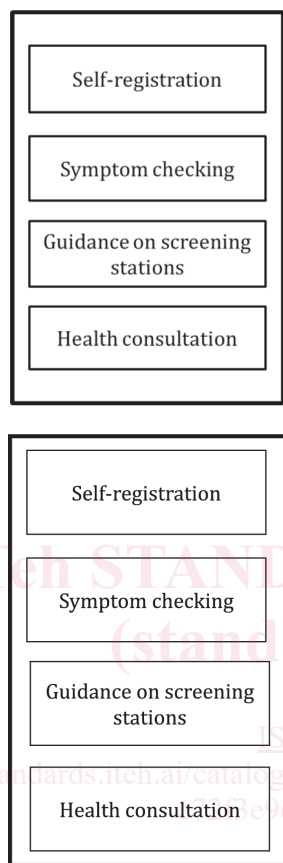 Self-registration
Symptom checking
Guidance on screening
stations
Health consultation
Self-registration
Symptom checking
Guidance on screening
stations
Health consultation